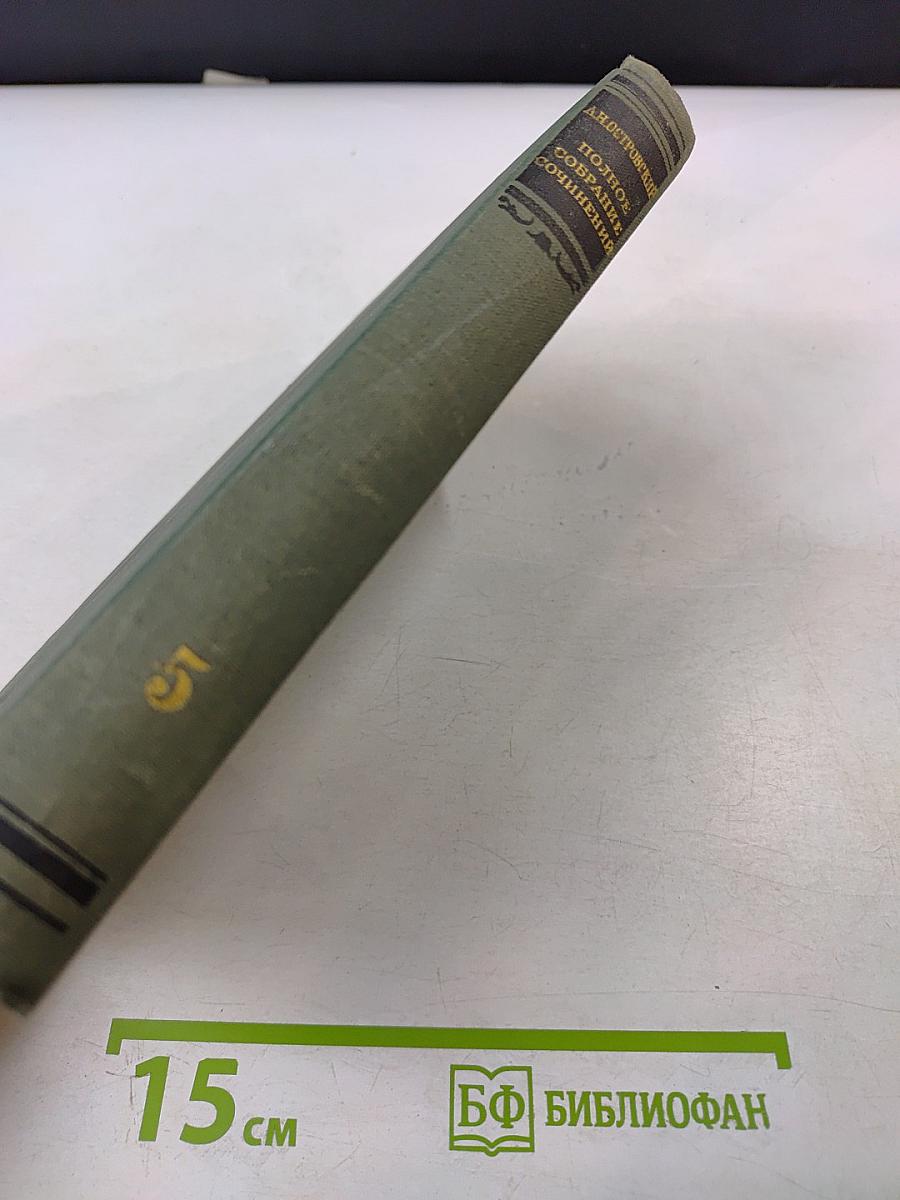 А.Н.ОСТРОВСКИЙ
ПОЛНОЕ
СОБРАНИЕ
СОЧИНЕНИЙ
5
15 см
БФ БИБЛИОФАН